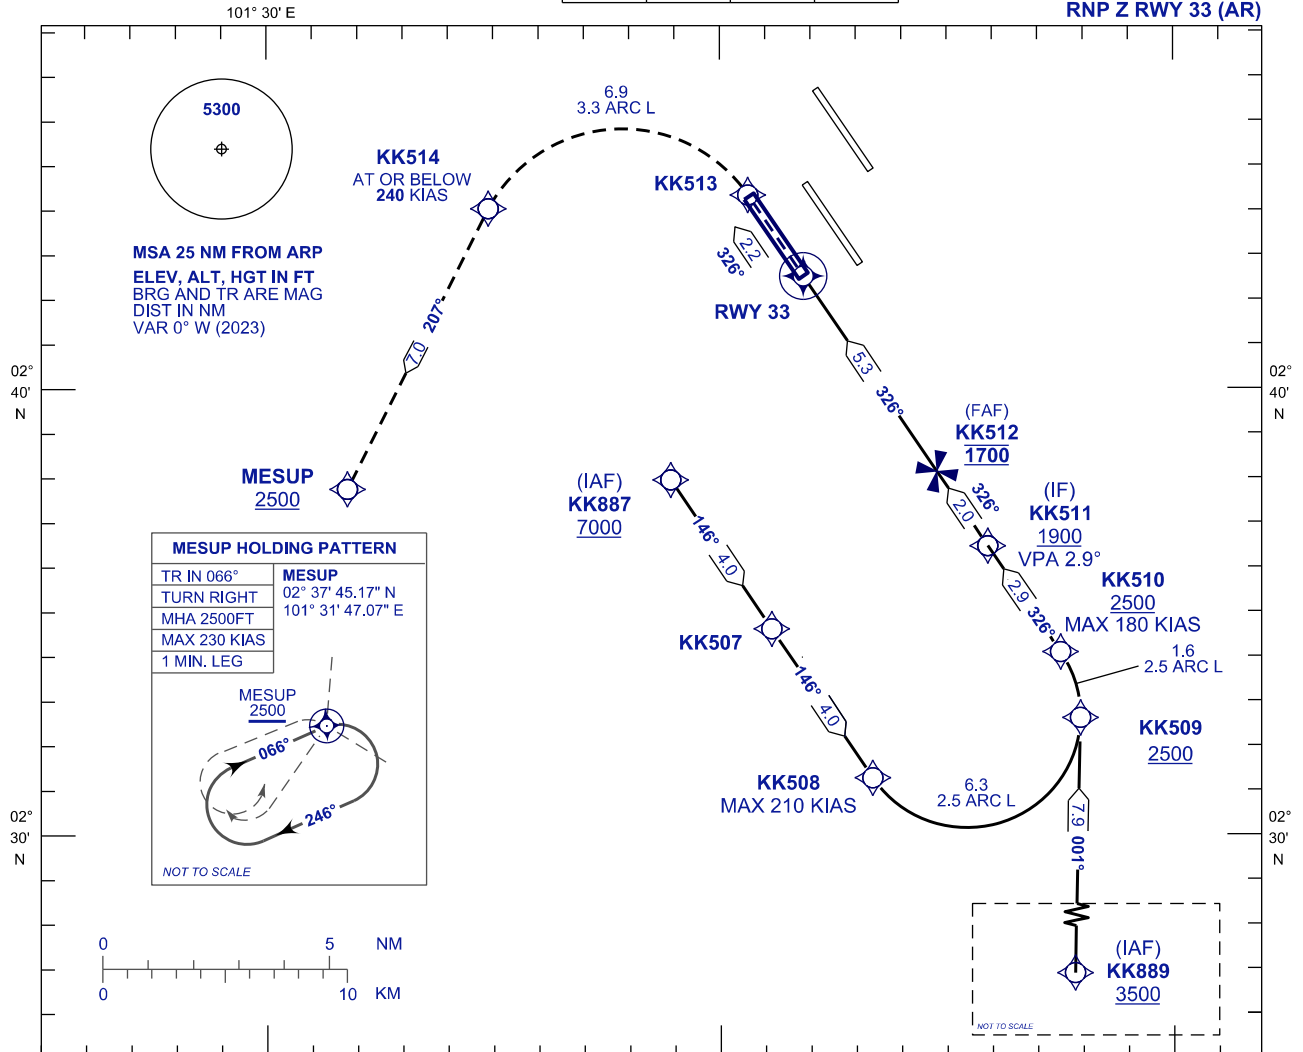 101° 30' E
RNP Z RWY 33 (AR)
5300
6.9
3.3 ARC L
KK514
AT OR BELOW
240 KIAS
KK513
MSA 25 NM FROM ARP
ELEV, ALT, HGT IN FT
BRG AND TR ARE MAG
DIST IN NM
VAR 0° W (2023)
2.2
326°
RWY 33
7.0 207°
5.3
326°
02°
40'
N
02°
40'
N
(FAF)
KK512
1700
MESUP
2500
(IAF)
KK887
7000
326°
2.0
(IF)
KK511
1900
VPA 2.9°
146° 4.0
2.9
326°
KK510
2500
MAX 180 KIAS
1.6
2.5 ARC L
MESUP HOLDING PATTERN
TR IN 066°
TURN RIGHT
MHA 2500FT
MAX 230 KIAS
1 MIN. LEG
MESUP
02° 37' 45.17" N
101° 31' 47.07" E
KK507
146° 4.0
MESUP
2500
066°
246°
NOT TO SCALE
KK509
2500
KK508
MAX 210 KIAS
6.3
2.5 ARC L
7.9 001°
02°
30'
N
02°
30'
N
0 5 NM
0 10 KM
(IAF)
KK889
3500
NOT TO SCALE